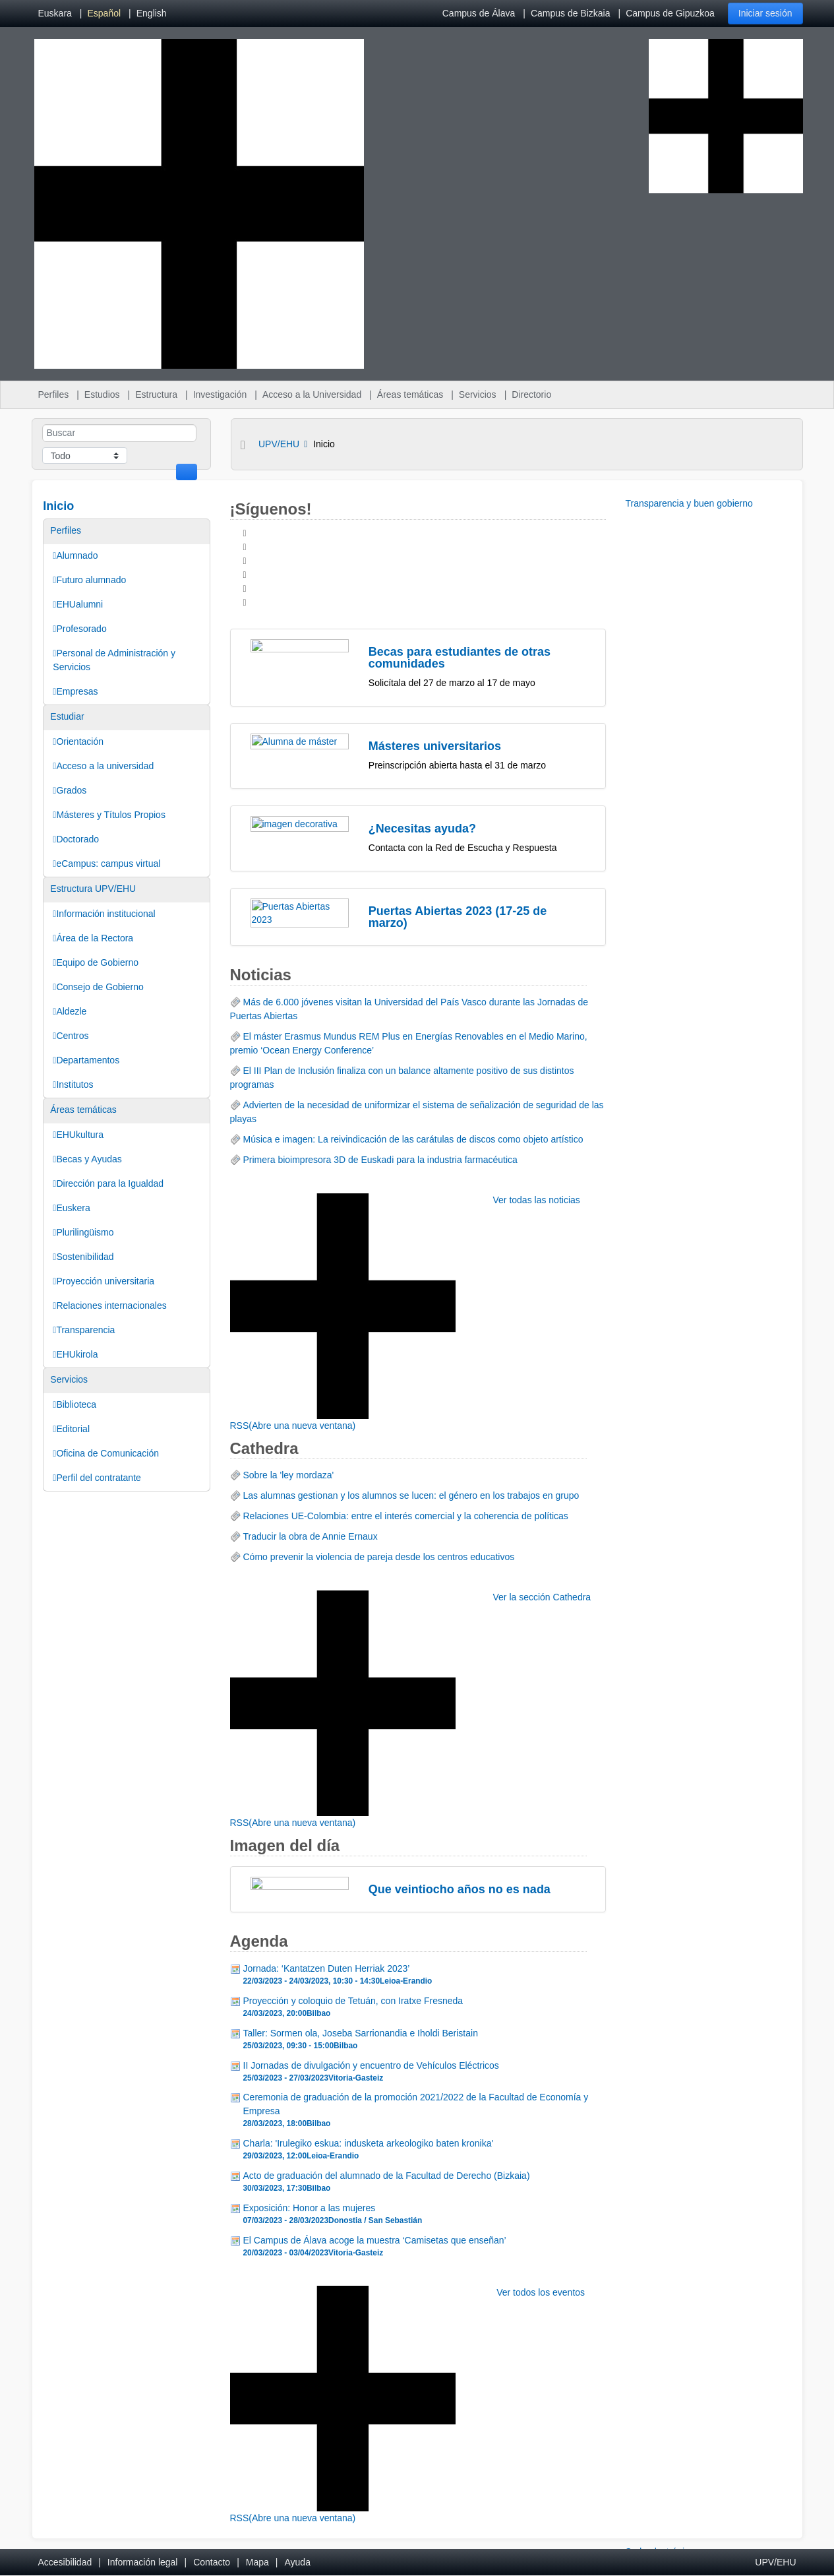 Euskara | Español | English
Campus de Álava | Campus de Bizkaia | Campus de Gipuzkoa
Iniciar sesión
Perfiles | Estudios | Estructura | Investigación | Acceso a la Universidad | Áreas temáticas | Servicios | Directorio
Buscar
Todo
UPV/EHU Inicio
Inicio
Perfiles
Alumnado
Futuro alumnado
EHUalumni
Profesorado
Personal de Administración y
Servicios
Empresas
Estudiar
Orientación
Acceso a la universidad
Grados
Másteres y Títulos Propios
Doctorado
eCampus: campus virtual
Estructura UPV/EHU
Información institucional
Área de la Rectora
Equipo de Gobierno
Consejo de Gobierno
Aldezle
Centros
Departamentos
Institutos
Áreas temáticas
EHUkultura
Becas y Ayudas
Dirección para la Igualdad
Euskera
Plurilingüismo
Sostenibilidad
Proyección universitaria
Relaciones internacionales
Transparencia
EHUkirola
Servicios
Biblioteca
Editorial
Oficina de Comunicación
Perfil del contratante
¡Síguenos!
Becas para estudiantes de otras
comunidades
Solicítala del 27 de marzo al 17 de mayo
Alumna de máster
Másteres universitarios
Preinscripción abierta hasta el 31 de marzo
imagen decorativa
¿Necesitas ayuda?
Contacta con la Red de Escucha y Respuesta
Puertas Abiertas
2023
Puertas Abiertas 2023 (17-25 de
marzo)
Noticias
Más de 6.000 jóvenes visitan la Universidad del País Vasco durante las Jornadas de
Puertas Abiertas
El máster Erasmus Mundus REM Plus en Energías Renovables en el Medio Marino,
premio ‘Ocean Energy Conference’
El III Plan de Inclusión finaliza con un balance altamente positivo de sus distintos
programas
Advierten de la necesidad de uniformizar el sistema de señalización de seguridad de las
playas
Música e imagen: La reivindicación de las carátulas de discos como objeto artístico
Primera bioimpresora 3D de Euskadi para la industria farmacéutica
Ver todas las noticias
RSS(Abre una nueva ventana)
Cathedra
Sobre la 'ley mordaza'
Las alumnas gestionan y los alumnos se lucen: el género en los trabajos en grupo
Relaciones UE-Colombia: entre el interés comercial y la coherencia de políticas
Traducir la obra de Annie Ernaux
Cómo prevenir la violencia de pareja desde los centros educativos
Ver la sección Cathedra
RSS(Abre una nueva ventana)
Imagen del día
Que veintiocho años no es nada
Agenda
Jornada: ‘Kantatzen Duten Herriak 2023’
22/03/2023 - 24/03/2023, 10:30 - 14:30Leioa-Erandio
Proyección y coloquio de Tetuán, con Iratxe Fresneda
24/03/2023, 20:00Bilbao
Taller: Sormen ola, Joseba Sarrionandia e Iholdi Beristain
25/03/2023, 09:30 - 15:00Bilbao
II Jornadas de divulgación y encuentro de Vehículos Eléctricos
25/03/2023 - 27/03/2023Vitoria-Gasteiz
Ceremonia de graduación de la promoción 2021/2022 de la Facultad de Economía y
Empresa
28/03/2023, 18:00Bilbao
Charla: 'Irulegiko eskua: indusketa arkeologiko baten kronika'
29/03/2023, 12:00Leioa-Erandio
Acto de graduación del alumnado de la Facultad de Derecho (Bizkaia)
30/03/2023, 17:30Bilbao
Exposición: Honor a las mujeres
07/03/2023 - 28/03/2023Donostia / San Sebastián
El Campus de Álava acoge la muestra ‘Camisetas que enseñan’
20/03/2023 - 03/04/2023Vitoria-Gasteiz
Ver todos los eventos
RSS(Abre una nueva ventana)
Transparencia y buen gobierno
Accesibilidad | Información legal | Contacto | Mapa | Ayuda
UPV/EHU